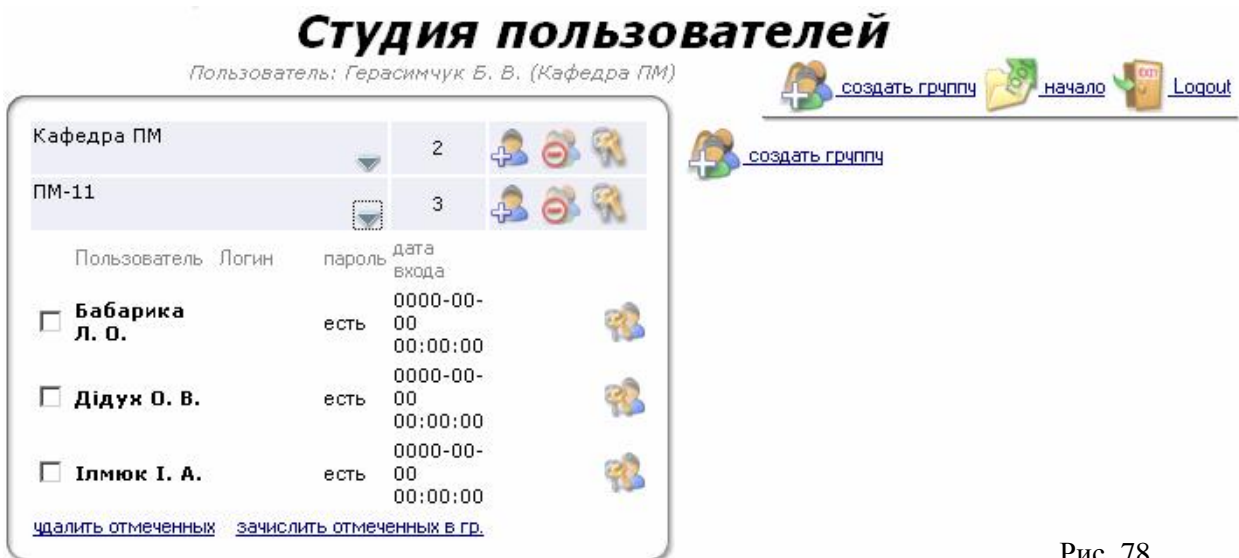 Студия пользователей
Пользователь: Герасимчук Б. В. (Кафедра ПМ)
создать группу начало Logout
Кафедра ПМ 2
создать группу
ПМ-11 3
Пользователь Логин пароль дата
входа
Бабарика
Л. О. есть 0000-00-
00
00:00:00
Дідух О. В. есть 0000-00-
00
00:00:00
Ілмюк І. А. есть 0000-00-
00
00:00:00
удалить отмеченных зачислить отмеченных в гр.
Рис. 78